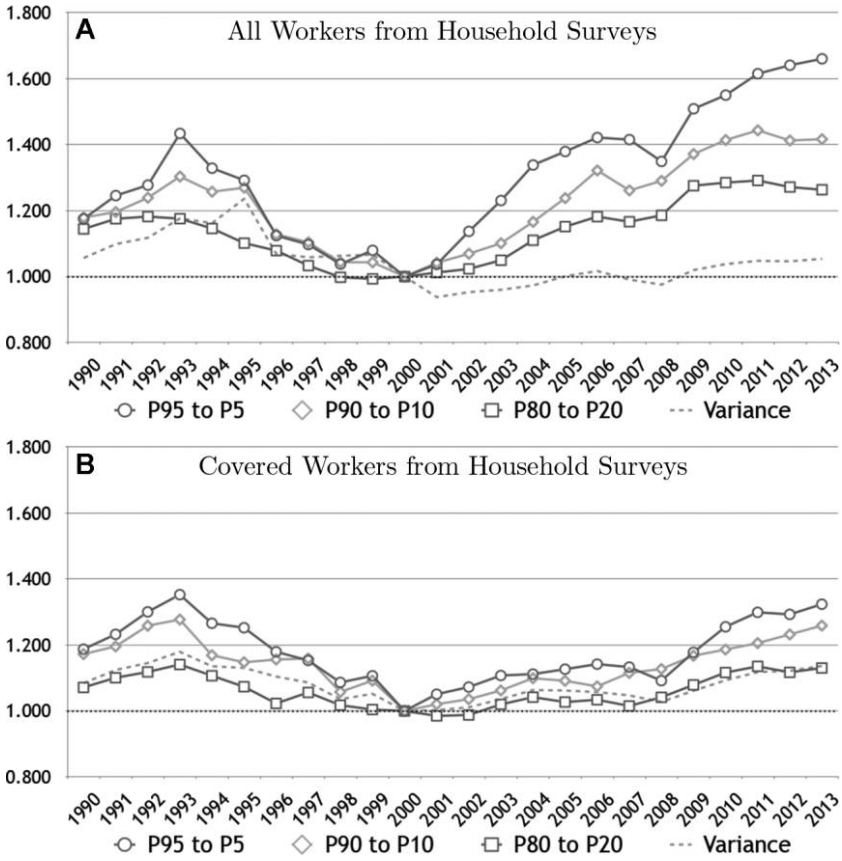 A
All Workers from Household Surveys
1.800
1.600
1.400
1.200
1.000
0.800
1990 1991 1992 1993 1994 1995 1996 1997 1998 1999 2000 2001 2002 2003 2004 2005 2006 2007 2008 2009 2010 2011 2012 2013
P95 to P5 P90 to P10 P80 to P20 Variance
B
Covered Workers from Household Surveys
1.800
1.600
1.400
1.200
1.000
0.800
1990 1991 1992 1993 1994 1995 1996 1997 1998 1999 2000 2001 2002 2003 2004 2005 2006 2007 2008 2009 2010 2011 2012 2013
P95 to P5 P90 to P10 P80 to P20 Variance